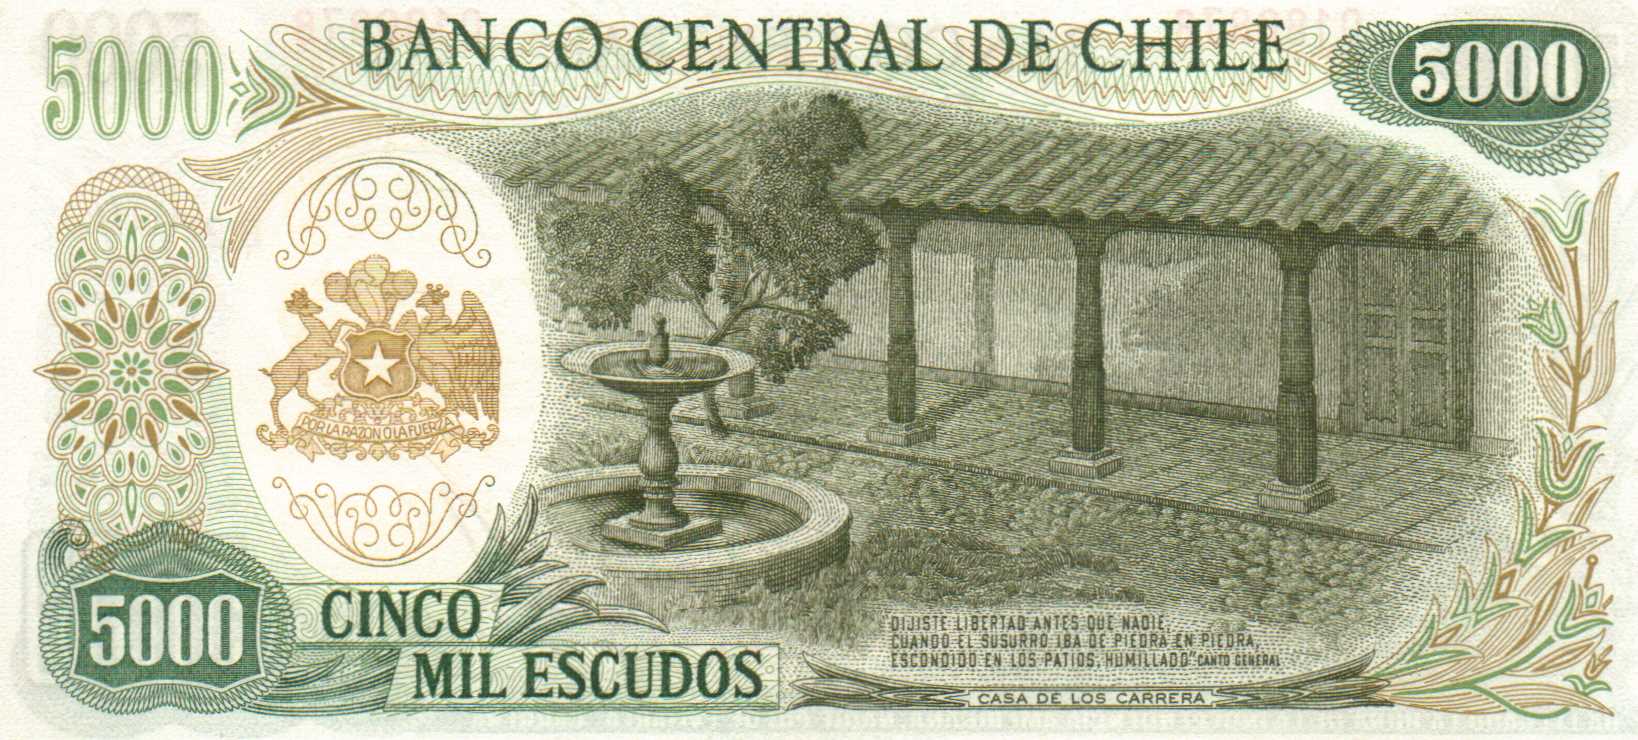 BANCO CENTRAL DE CHILE
5000
5000
POR LA RAZON O LA FUERZA
5000
CINCO
MIL ESCUDOS
DIJISTE LIBERTAD ANTES QUE NADIE,
CUANDO EL SUSURRO IBA DE PIEDRA EN PIEDRA,
ESCONDIDO EN LOS PATIOS, HUMILLADO" CANTO GENERAL
CASA DE LOS CARRERA